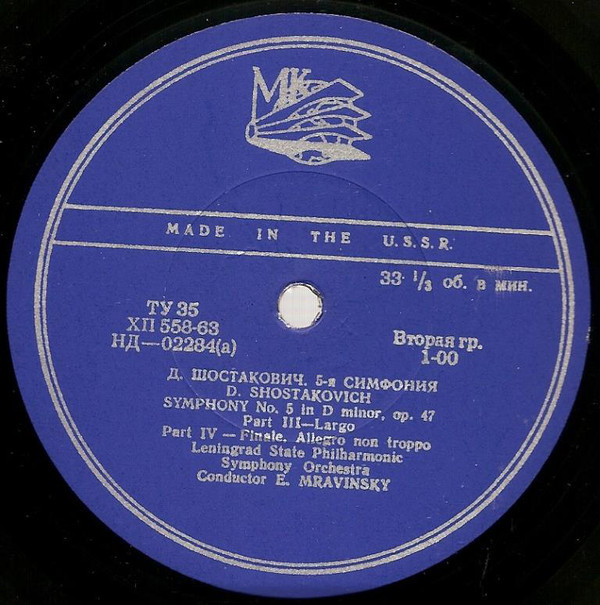 МК
MADE IN THE U.S.S.R.
33 1/3 об. в мин.
ТУ 35
ХП 558-63
НД—02284(а)
Вторая гр.
1-00
Д. ШОСТАКОВИЧ. 5-я СИМФОНИЯ
D. SHOSTAKOVICH
SYMPHONY No. 5 in D minor, op. 47
Part III—Largo
Part IV—Finale. Allegro non troppo
Leningrad State Philharmonic
Symphony Orchestra
Conductor E. MRAVINSKY